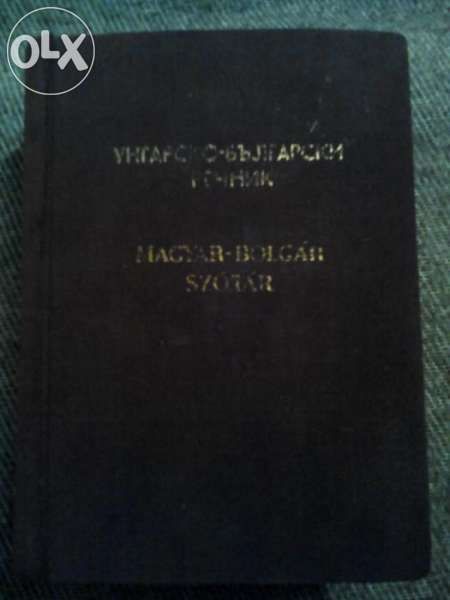 OLX
УНГАРСКО-БЪЛГАРСКИ
РЕЧНИК
MAGYAR-BOLGÁR
SZÓTÁR